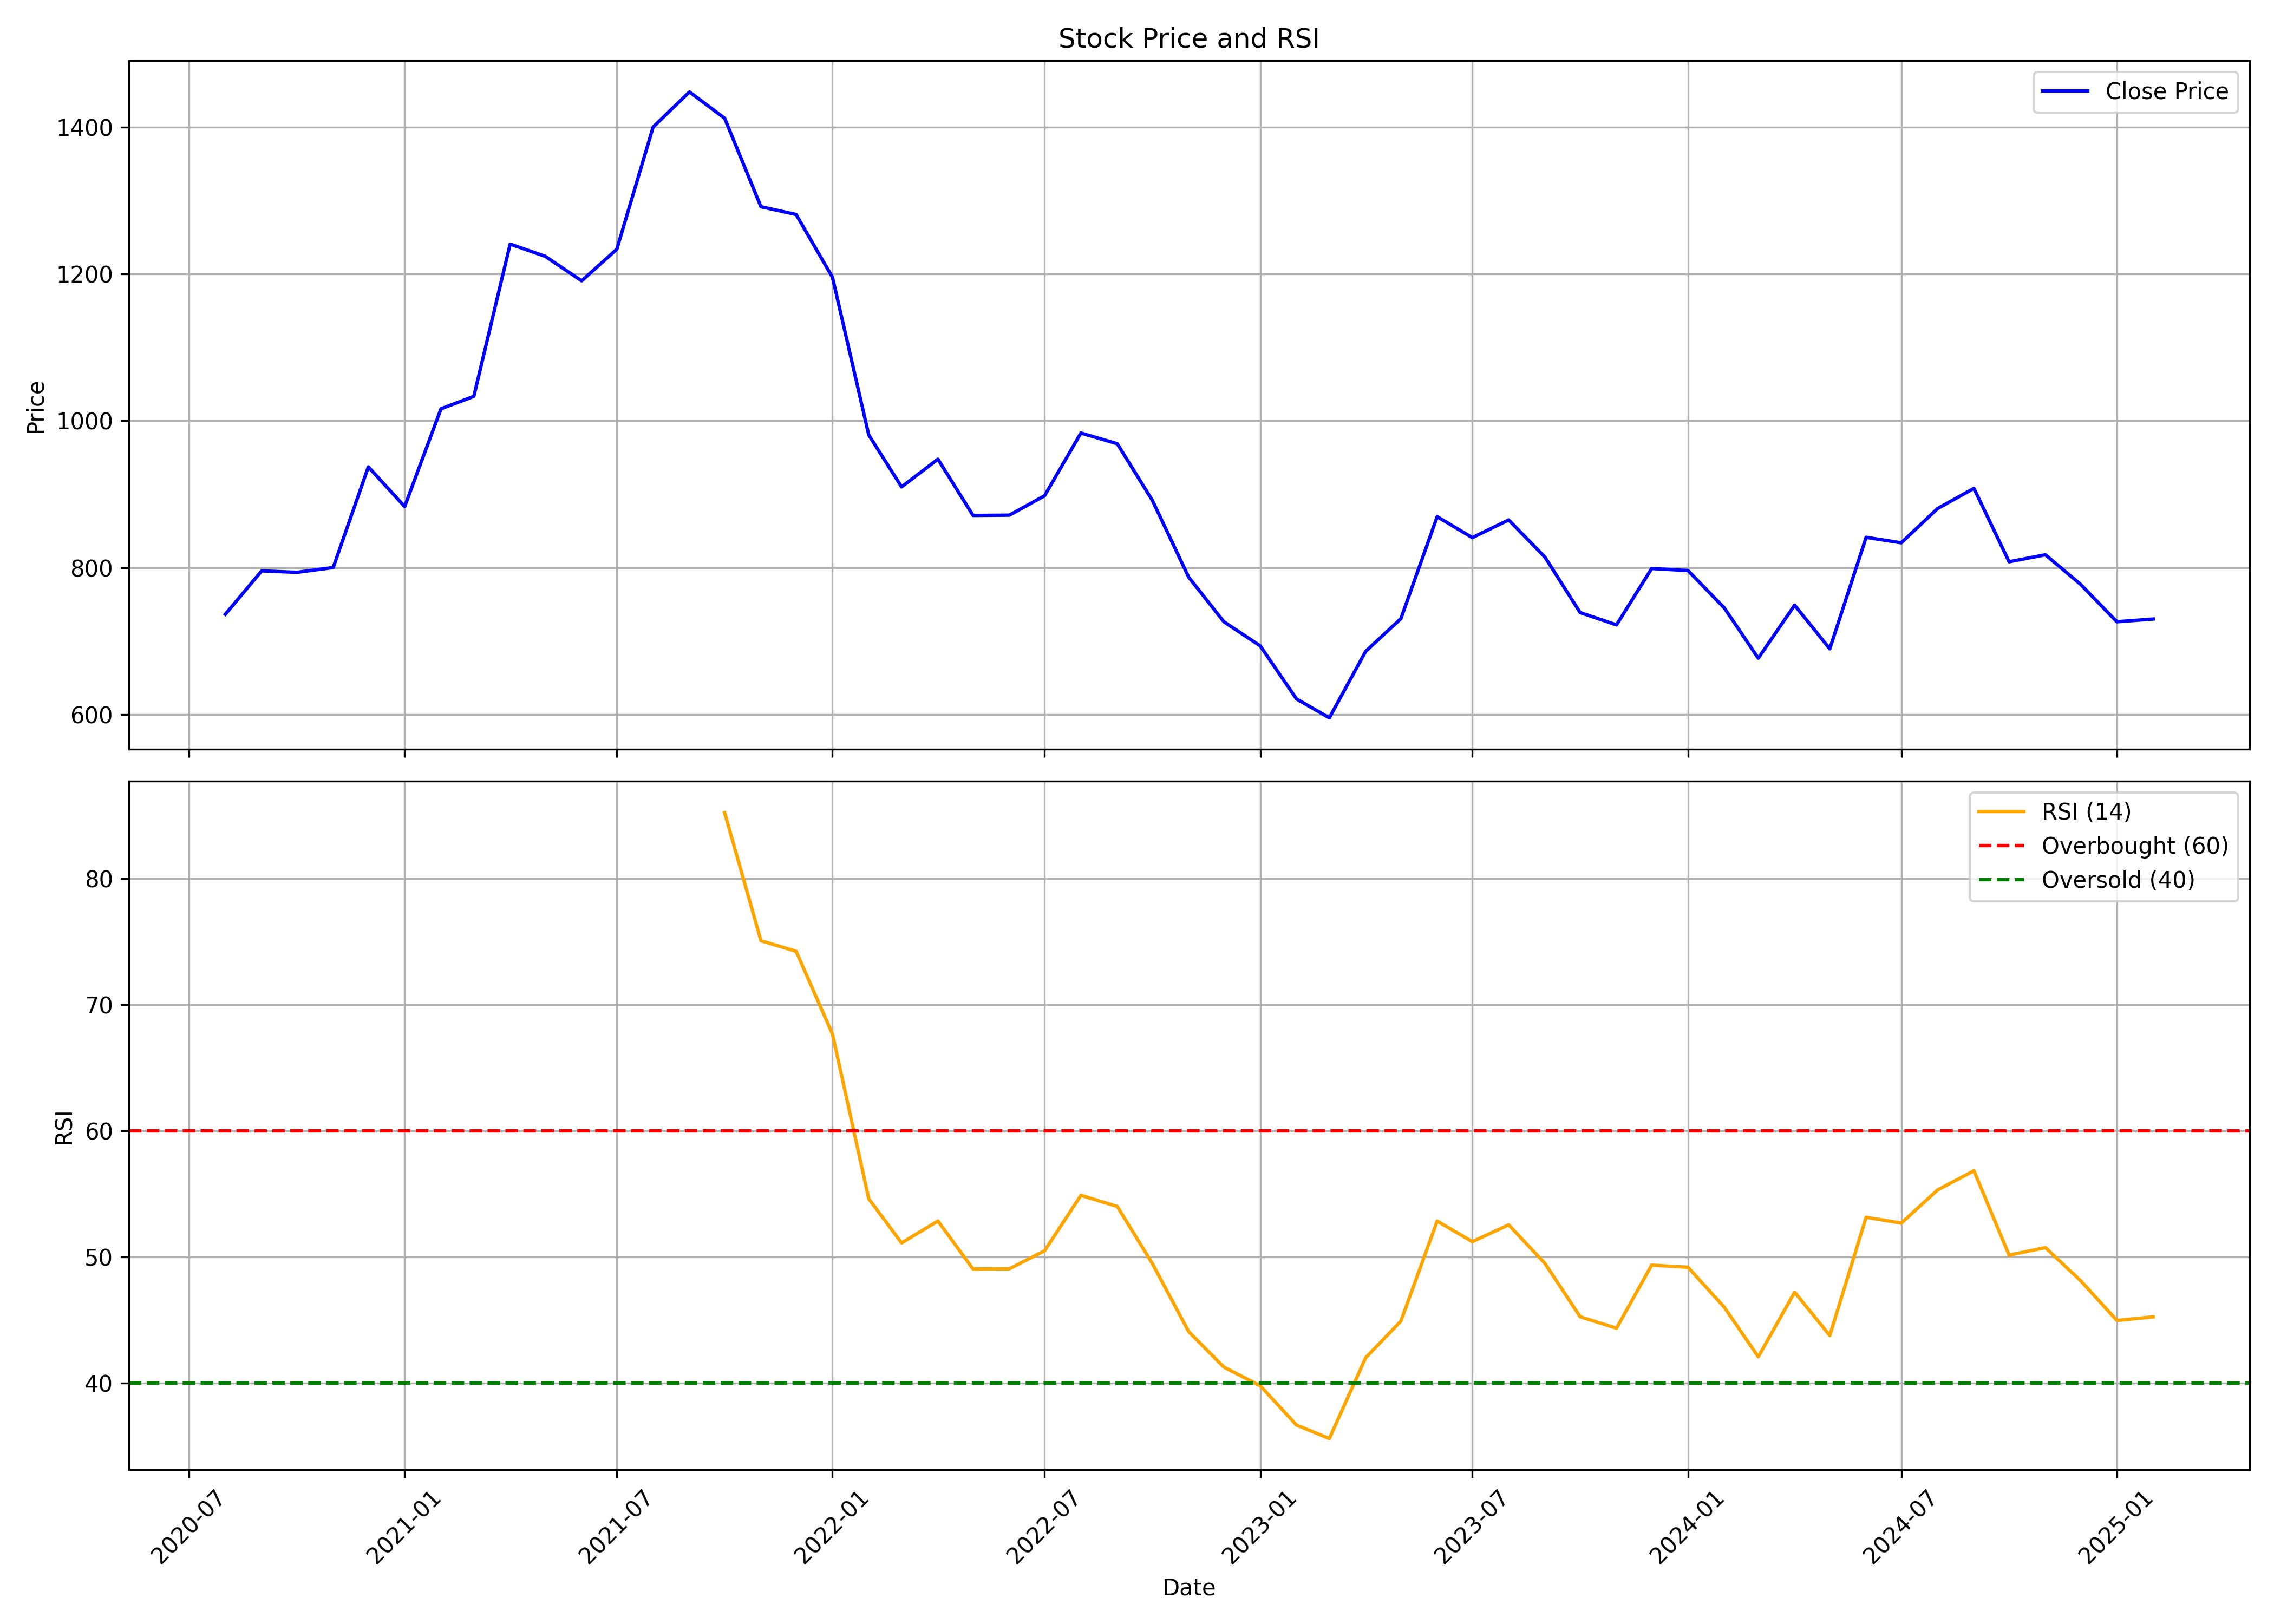 Stock Price and RSI
Close Price
1400
1200
1000
800
600
Price
RSI (14)
Overbought (60)
Oversold (40)
80
70
60
50
40
RSI
2020-07
2021-01
2021-07
2022-01
2022-07
2023-01
2023-07
2024-01
2024-07
2025-01
Date